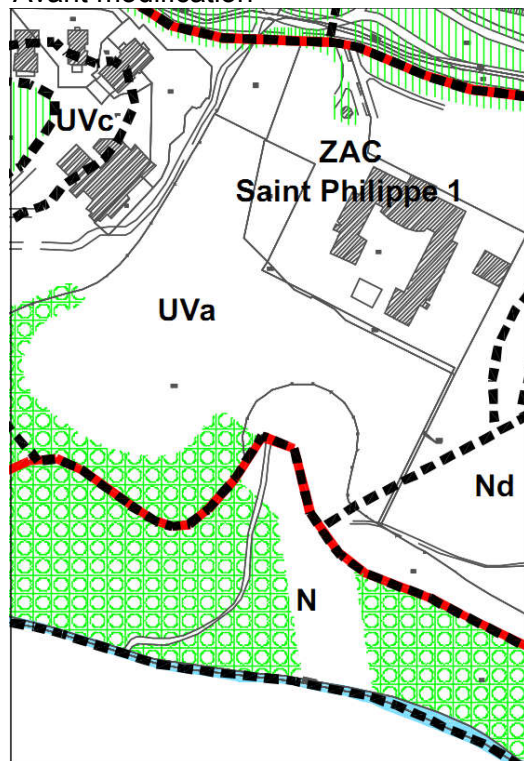 Avant modification
UVc
ZAC
Saint Philippe 1
UVa
Nd
N